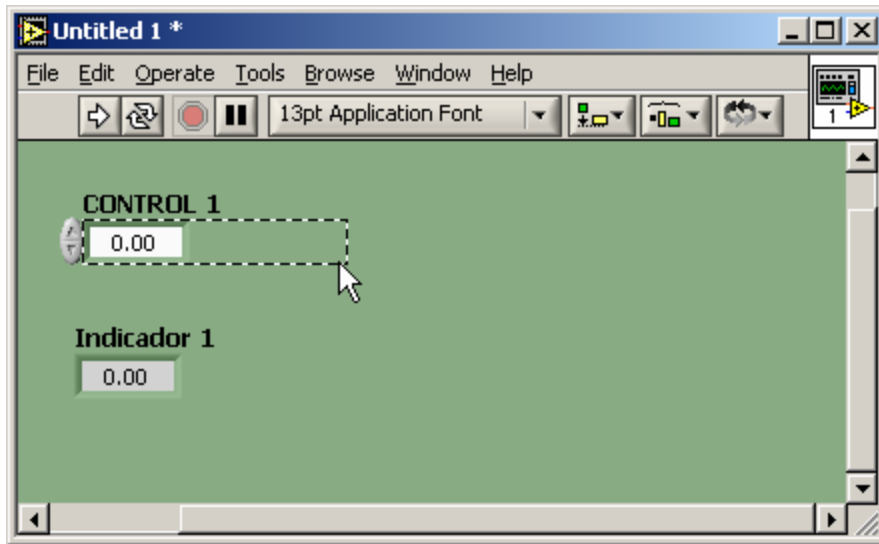 Untitled 1 *
File Edit Operate Tools Browse Window Help
13pt Application Font
1
CONTROL 1
0.00
Indicador 1
0.00